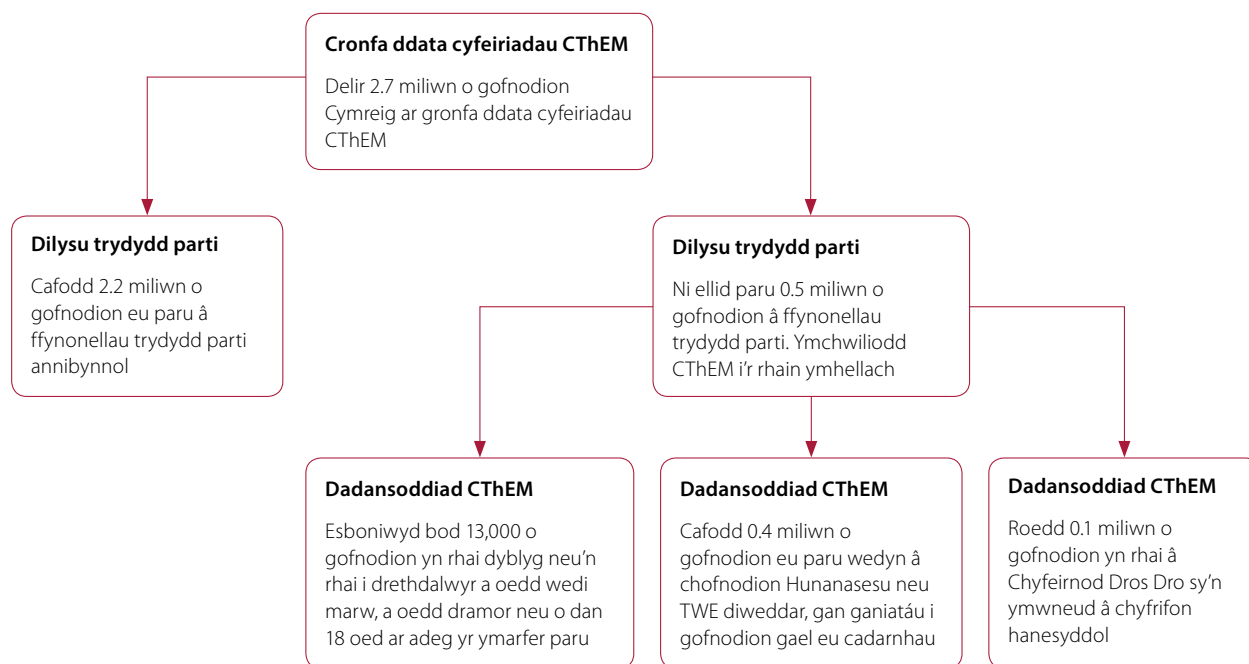 Cronfa ddata cyfeiriadau CThEM
Delir 2.7 miliwn o gofnodion
Cymreig ar gronfa ddata cyfeiriadau
CThEM
Dilysu trydydd parti
Cafodd 2.2 miliwn o
gofnodion eu paru â
ffynonellau trydydd parti
annibynnol
Dilysu trydydd parti
Ni ellid paru 0.5 miliwn o
gofnodion â ffynonellau
trydydd parti. Ymchwiliodd
CThEM i'r rhain ymhellach
Dadansoddiad CThEM
Esboniwyd bod 13,000 o
gofnodion yn rhai dyblyg neu'n
rhai i drethdalwyr a oedd wedi
marw, a oedd dramor neu o dan
18 oed ar adeg yr ymarfer paru
Dadansoddiad CThEM
Cafodd 0.4 miliwn o
gofnodion eu paru wedyn â
chofnodion Hunanasesu neu
TWE diweddar, gan ganiatáu i
gofnodion gael eu cadarnhau
Dadansoddiad CThEM
Roedd 0.1 miliwn o
gofnodion yn rhai â
Chyfeirnod Dros Dro sy'n
ymwneud â chyfrifon
hanesyddol